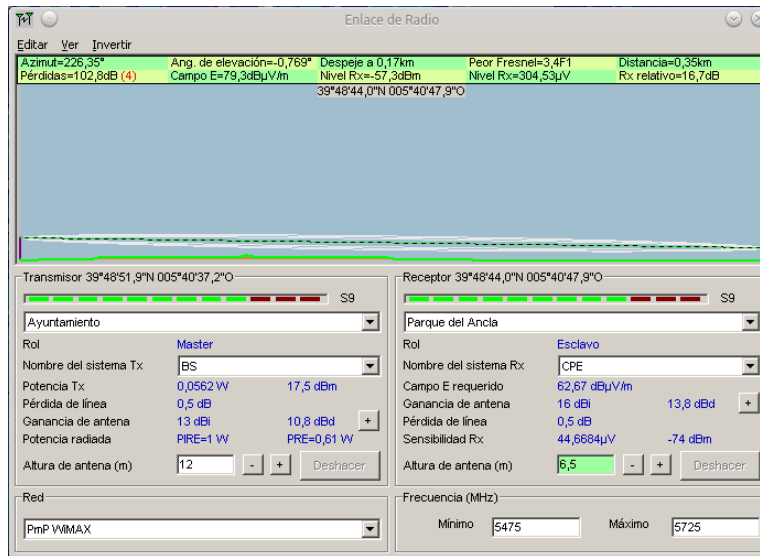 Enlace de Radio
Editar Ver Invertir
Azimut=226,35° Ang. de elevación=-0,769° Despeje a 0,17km Peor Fresnel=3,4F1 Distancia=0,35km
Pérdidas=102,8dB (4) Campo E=79,3dBµV/m Nivel Rx=-57,3dBm Nivel Rx=304,53µV Rx relativo=16,7dB
39°48'44,0"N 005°40'47,9"O
Transmisor 39°48'51,9"N 005°40'37,2"O
S9
Ayuntamiento
Rol Master
Nombre del sistema Tx BS
Potencia Tx 0,0562 W 17,5 dBm
Pérdida de línea 0,5 dB
Ganancia de antena 13 dBi 10,8 dBd +
Potencia radiada PIRE=1 W PRE=0,61 W
Altura de antena (m) 12 - + Deshacer
Receptor 39°48'44,0"N 005°40'47,9"O
S9
Parque del Ancla
Rol Esclavo
Nombre del sistema Rx CPE
Campo E requerido 62,67 dBµV/m
Ganancia de antena 16 dBi 13,8 dBd +
Pérdida de línea 0,5 dB
Sensibilidad Rx 44,6684µV -74 dBm
Altura de antena (m) 6,5 - + Deshacer
Red
PmP WiMAX
Frecuencia (MHz)
Mínimo 5475 Máximo 5725